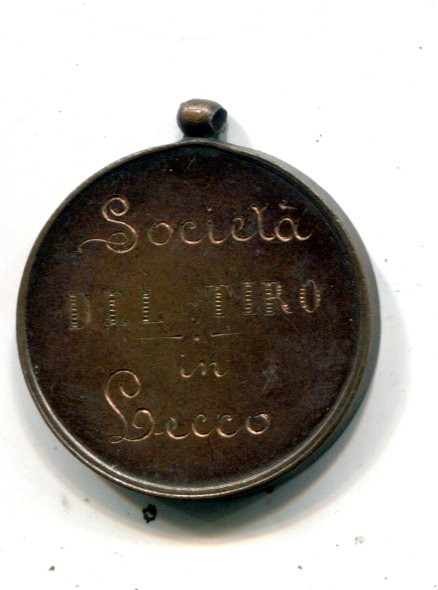 Società
DEL TIRO
in
Lecco